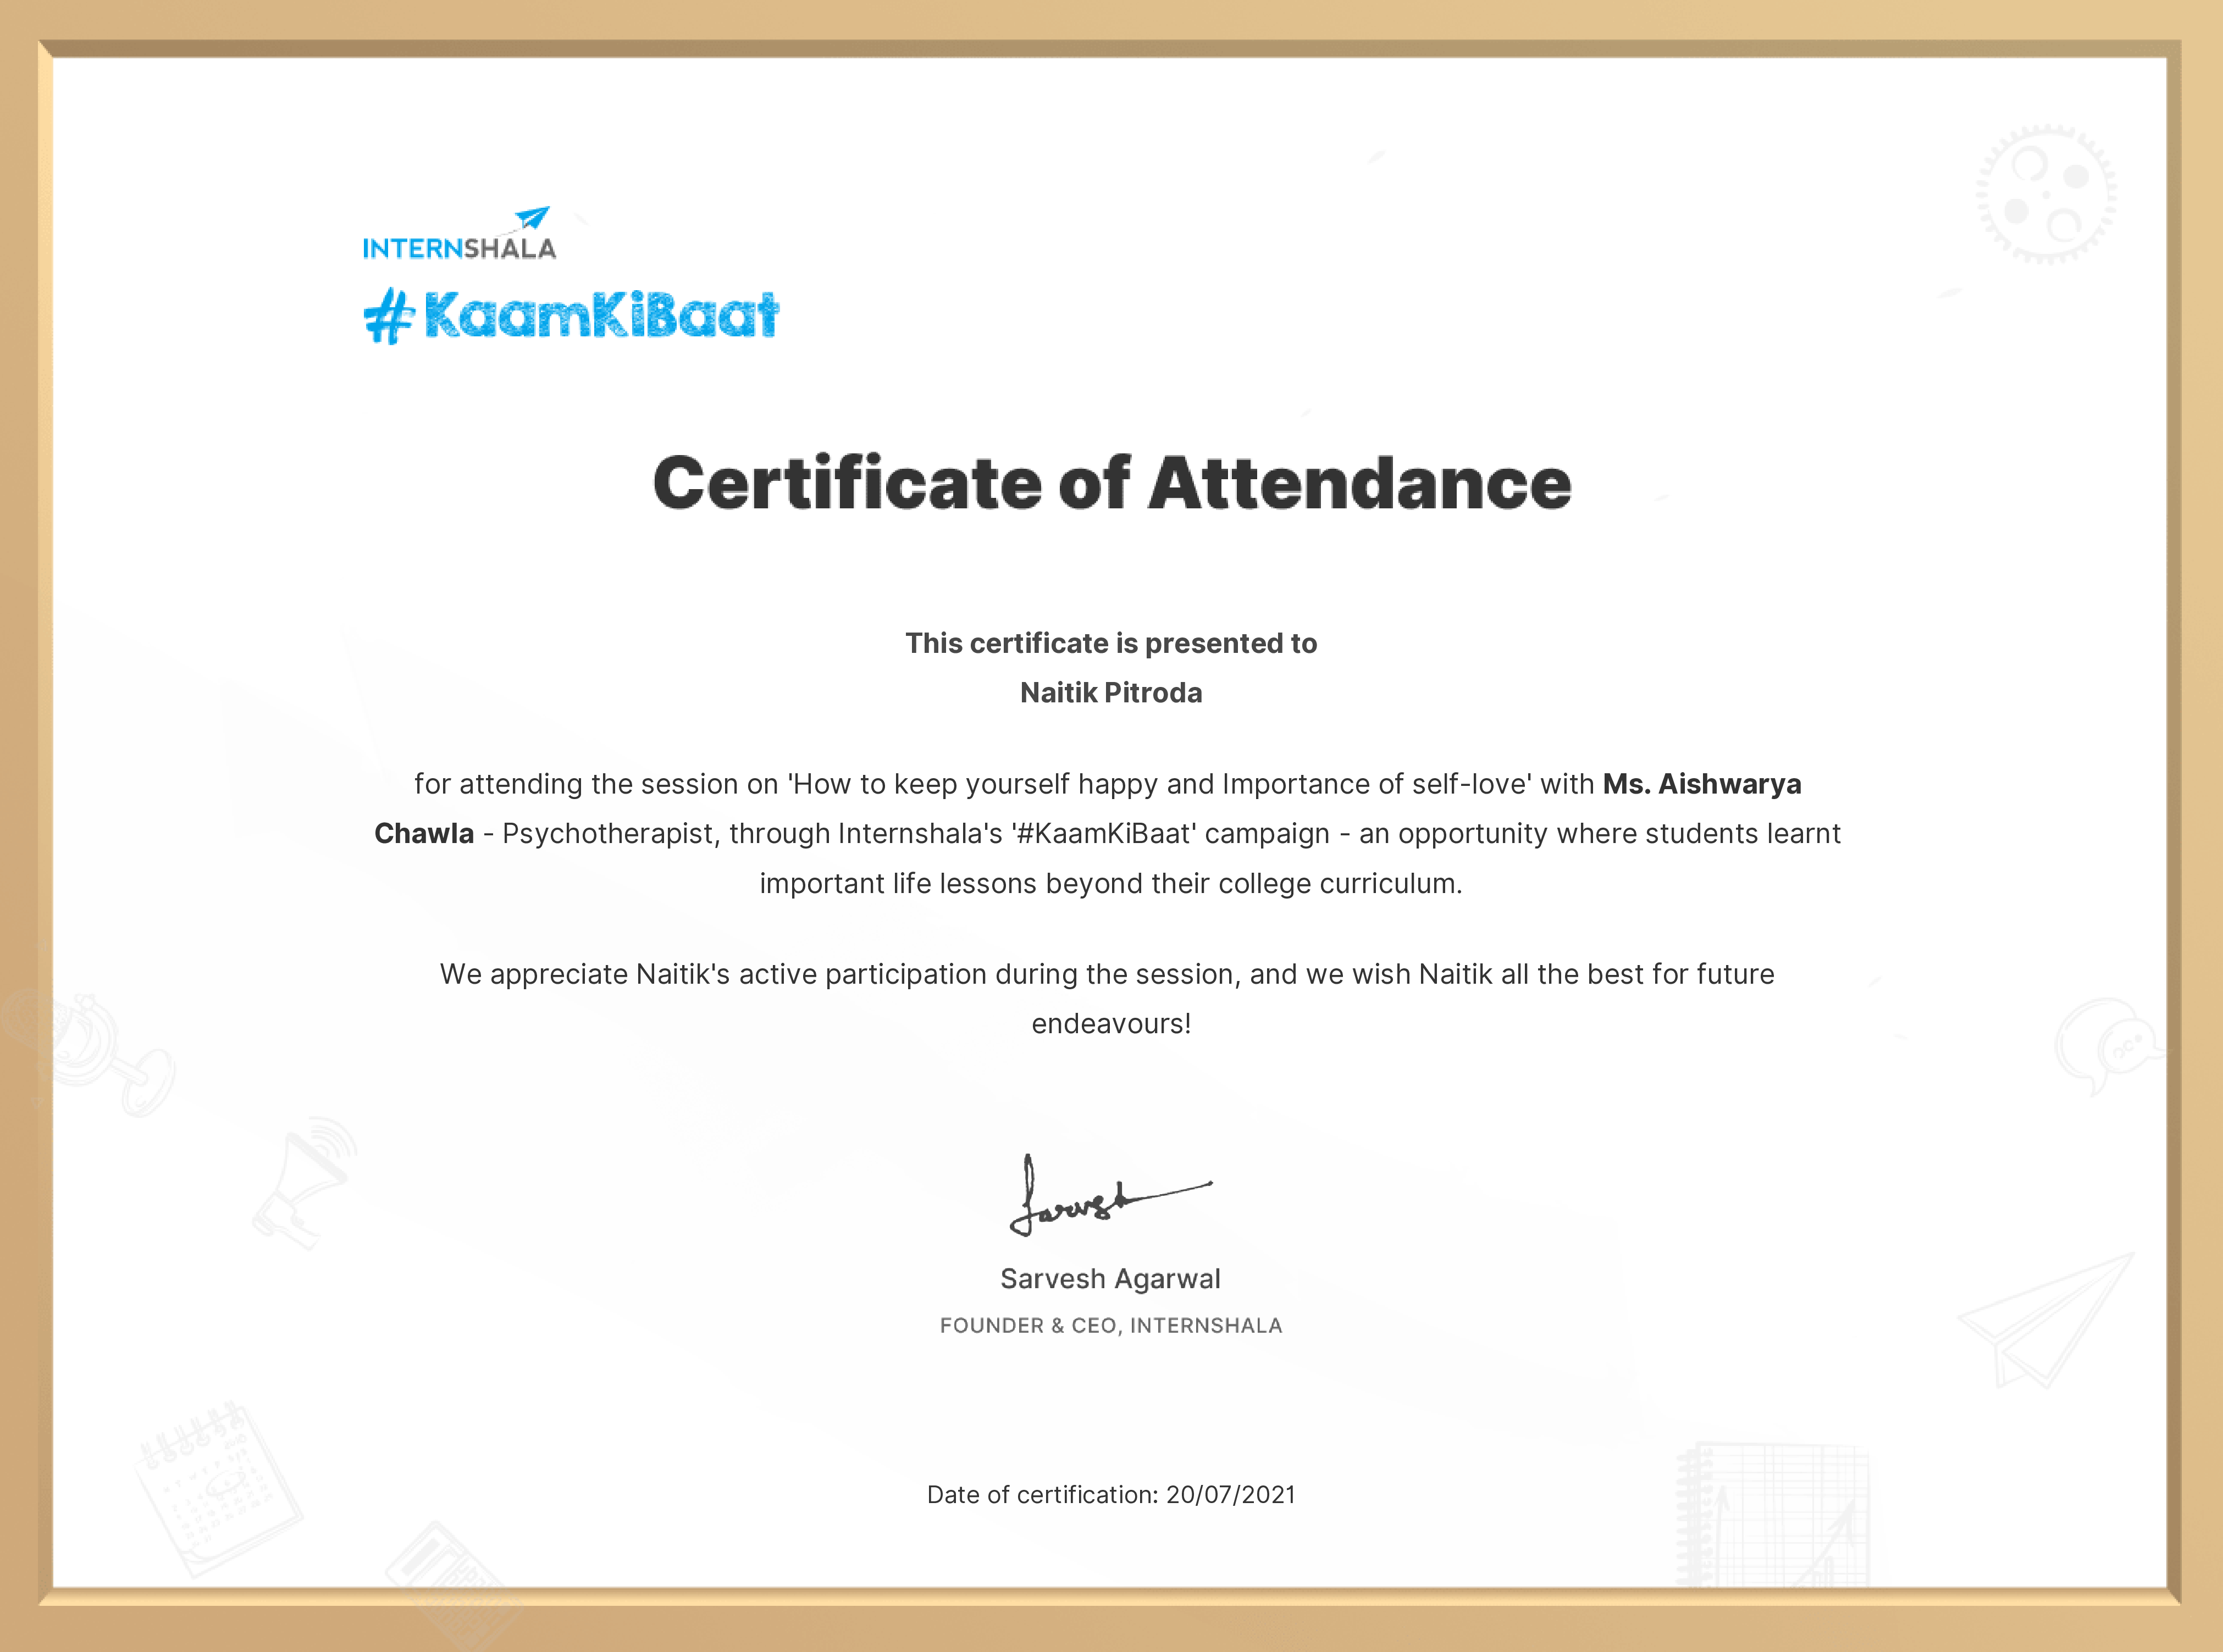 INTERNSHALA
#KaamKiBaat
Certificate of Attendance
This certificate is presented to
Naitik Pitroda
for attending the session on 'How to keep yourself happy and Importance of self-love' with Ms. Aishwarya
Chawla - Psychotherapist, through Internshala's '#KaamKiBaat' campaign - an opportunity where students learnt
important life lessons beyond their college curriculum.
We appreciate Naitik's active participation during the session, and we wish Naitik all the best for future
endeavours!
Sarvesh
Sarvesh Agarwal
FOUNDER & CEO, INTERNSHALA
Date of certification: 20/07/2021